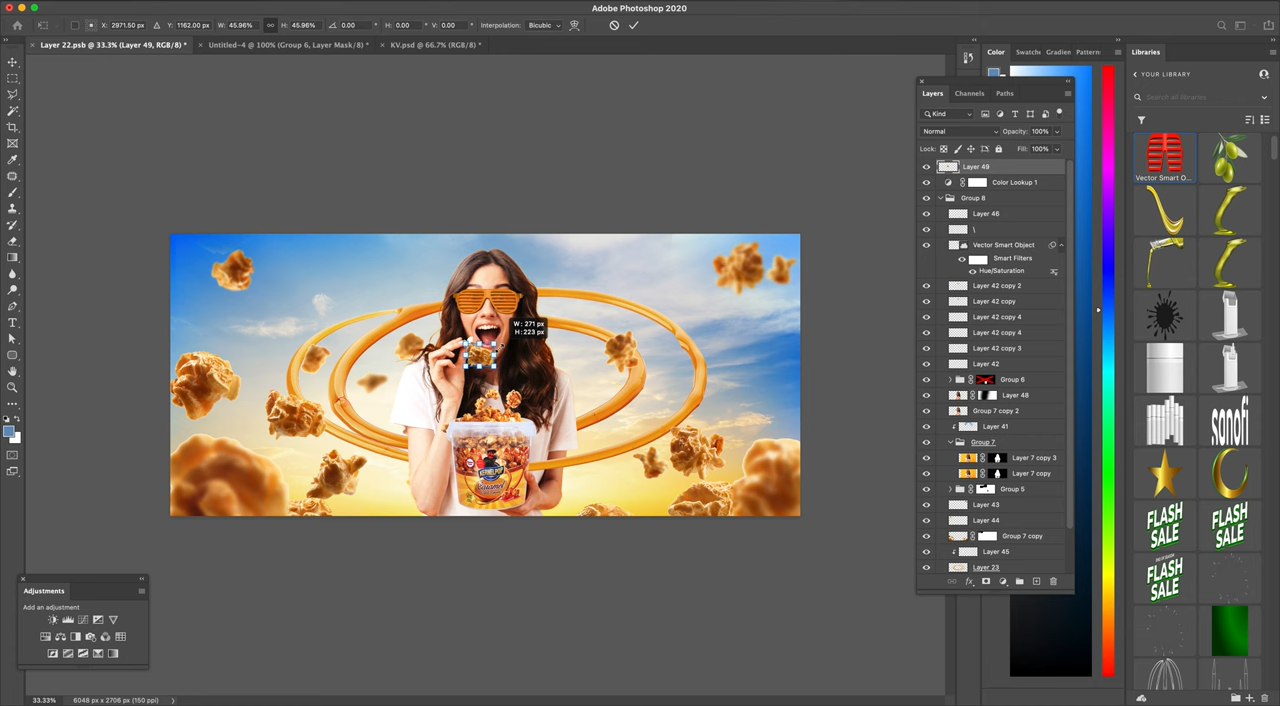 Adobe Photoshop 2020
X: 2971.50 px Y: 1162.00 px W: 45.96% H: 45.96% 0.00 ° H: 0.00 ° V: 0.00 ° Interpolation: Bicubic
Layer 22.psb @ 33.3% (Layer 49, RGB/8) *
Untitled-4 @ 100% (Group 6, Layer Mask/8) *
KV.psd @ 66.7% (RGB/8) *
Color Swatche Gradien Pattern
Libraries
YOUR LIBRARY
Search all libraries
Layers Channels Paths
Kind
Normal Opacity: 100%
Lock: Fill: 100%
Layer 49
Color Lookup 1
Group 8
Layer 46
\
Vector Smart Object
Smart Filters
Hue/Saturation
Layer 42 copy 2
Layer 42 copy
Layer 42 copy 4
Layer 42 copy 4
Layer 42 copy 3
Layer 42
Group 6
Layer 48
Group 7 copy 2
Layer 41
Group 7
Layer 7 copy 3
Layer 7 copy
Group 5
Layer 43
Layer 44
Group 7 copy
Layer 45
Layer 23
fx
Vector Smart O...
sanofi
FLASH SALE
FLASH SALE
FLASH SALE
W: 271 px
H: 223 px
KERNELPOP
Caramel
Adjustments
Add an adjustment
33.33% 6048 px x 2706 px (150 ppi)